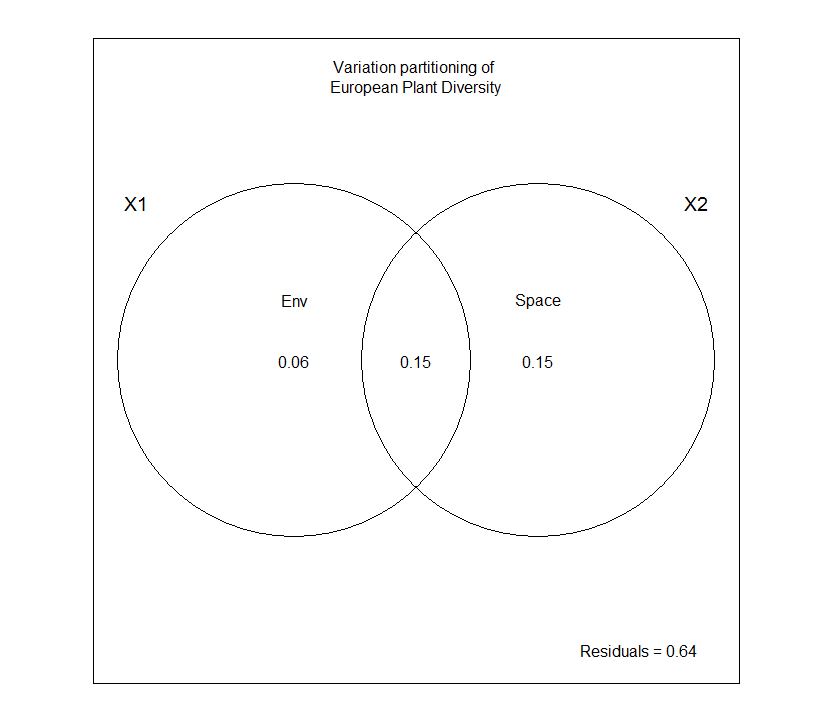 Variation partitioning of
European Plant Diversity
X1
X2
Env
Space
0.06
0.15
0.15
Residuals = 0.64